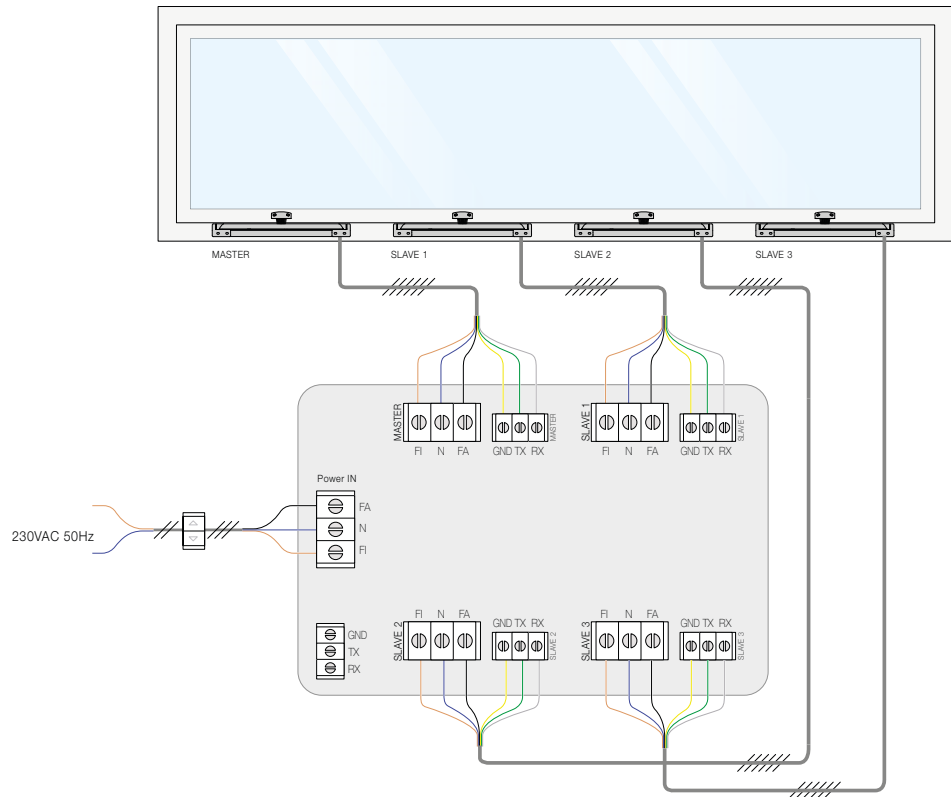 MASTER SLAVE 1 SLAVE 2 SLAVE 3
MASTER
MASTER
SLAVE 1
SLAVE 1
FI N FA GND TX RX FI N FA GND TX RX
Power IN
FA
N
FI
230VAC 50Hz
FI N FA GND TX RX FI N FA GND TX RX
SLAVE 2
SLAVE 2
SLAVE 3
SLAVE 3
GND
TX
RX